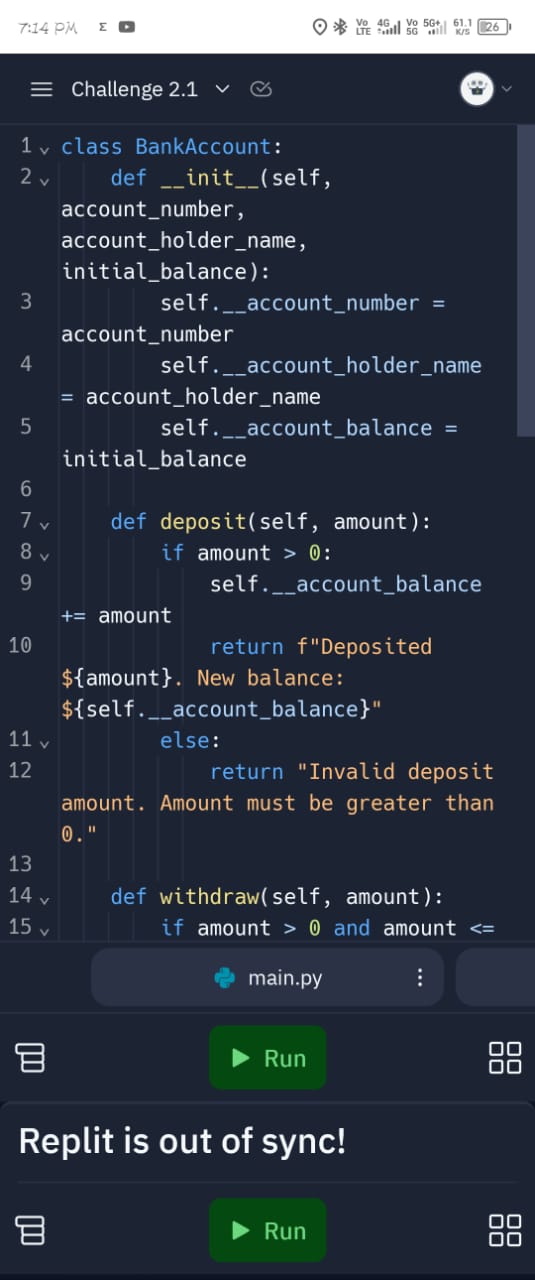 7:14 PM Σ Vo LTE 4G Vo 5G 5G+ 61.1 K/S 26
Challenge 2.1
1 class BankAccount:
2 def __init__(self,
account_number,
account_holder_name,
initial_balance):
3 self.__account_number =
account_number
4 self.__account_holder_name
= account_holder_name
5 self.__account_balance =
initial_balance
6
7 def deposit(self, amount):
8 if amount > 0:
9 self.__account_balance
+= amount
10 return f"Deposited
${amount}. New balance:
${self.__account_balance}"
11 else:
12 return "Invalid deposit
amount. Amount must be greater than
0."
13
14 def withdraw(self, amount):
15 if amount > 0 and amount <=
main.py
Run
Replit is out of sync!
Run